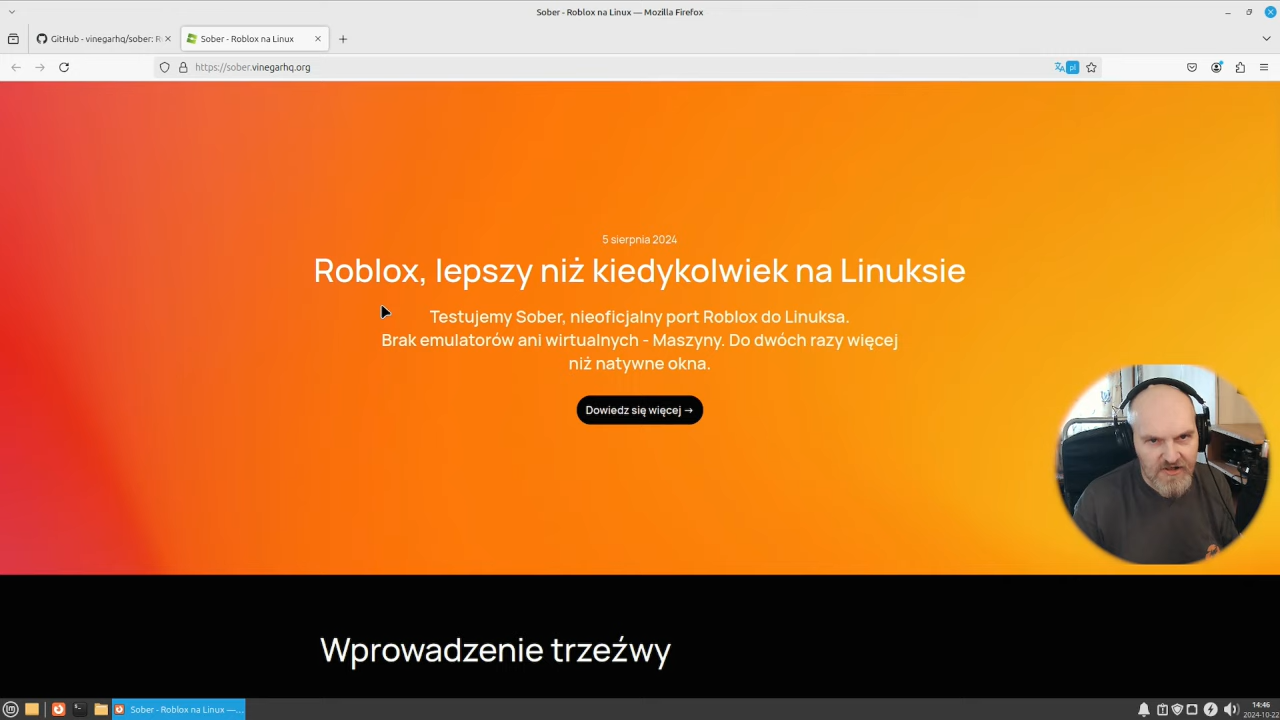 Sober - Roblox na Linux — Mozilla Firefox
GitHub - vinegarhq/sober: R
Sober - Roblox na Linux
https://sober.vinegarhq.org
pl
5 sierpnia 2024
Roblox, lepszy niż kiedykolwiek na Linuksie
Testujemy Sober, nieoficjalny port Roblox do Linuksa.
Brak emulatorów ani wirtualnych - Maszyny. Do dwóch razy więcej
niż natywne okna.
Dowiedz się więcej →
Wprowadzenie trzeźwy
Sober - Roblox na Linux —...
14:46
2024-10-22